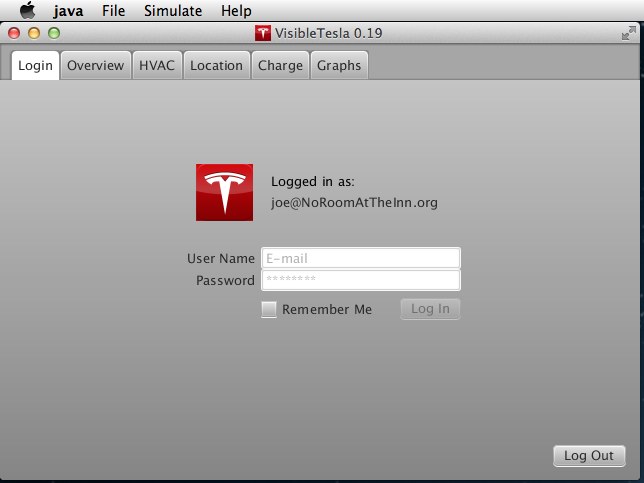 java File Simulate Help
VisibleTesla 0.19
Login Overview HVAC Location Charge Graphs
Logged in as:
joe@NoRoomAtTheInn.org
User Name E-mail
Password ********
Remember Me Log In
Log Out